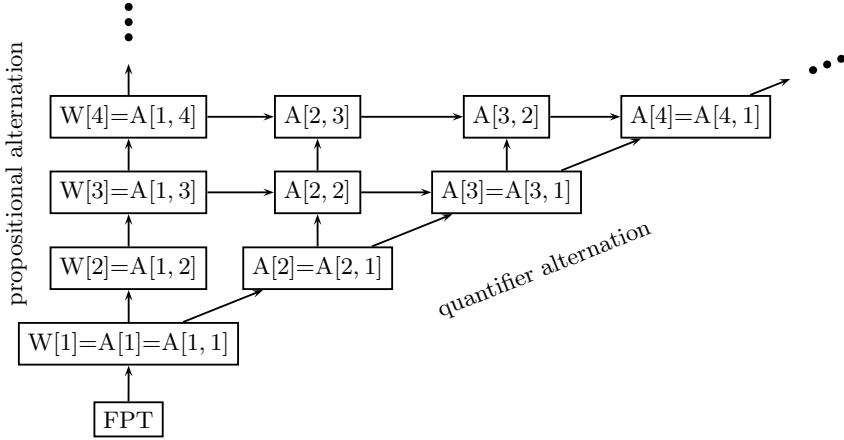 propositional alternation
W[4]=A[1, 4]
A[2, 3]
A[3, 2]
A[4]=A[4, 1]
W[3]=A[1, 3]
A[2, 2]
A[3]=A[3, 1]
W[2]=A[1, 2]
A[2]=A[2, 1]
quantifier alternation
W[1]=A[1]=A[1, 1]
FPT